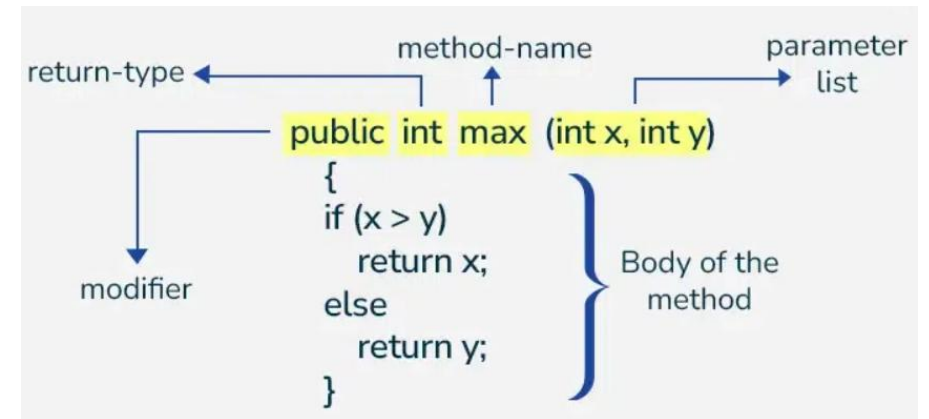 method-name
parameter
list
return-type
public int max (int x, int y)
{
if (x > y)
return x;
else
return y;
}
Body of the
method
modifier